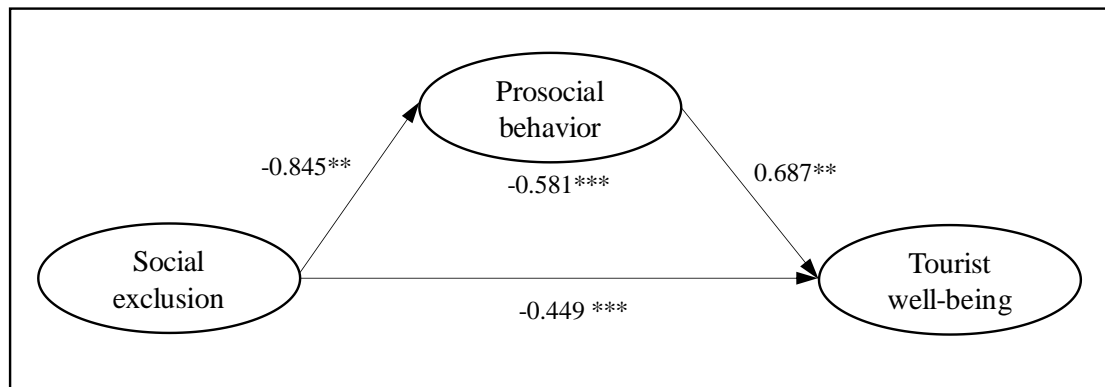 Prosocial
behavior
-0.845**
-0.581***
0.687**
Social
exclusion
Tourist
well-being
-0.449 ***